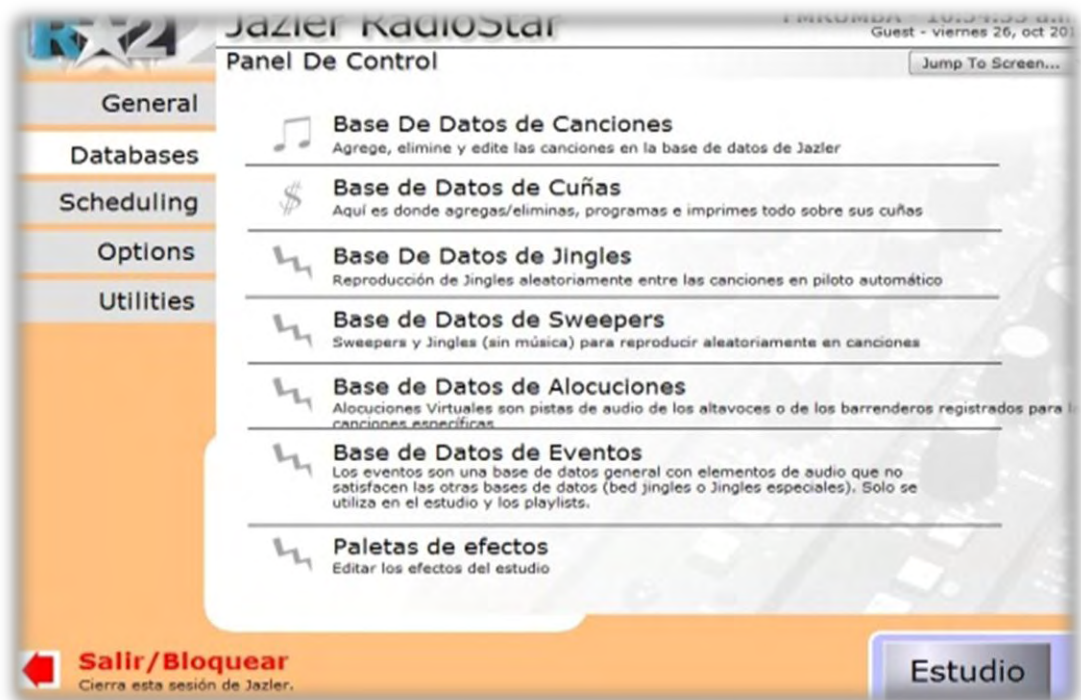 Jazler RadioStar
FMRUMBA - 10:54:55 a.m
Guest - viernes 26, oct 201
Panel De Control
Jump To Screen...
General
Databases
Scheduling
Options
Utilities
Base De Datos de Canciones
Agrege, elimine y edite las canciones en la base de datos de Jazler
Base de Datos de Cuñas
Aquí es donde agregas/eliminas, programas e imprimes todo sobre sus cuñas
Base De Datos de Jingles
Reproducción de Jingles aleatoriamente entre las canciones en piloto automático
Base de Datos de Sweepers
Sweepers y Jingles (sin música) para reproducir aleatoriamente en canciones
Base de Datos de Alocuciones
Alocuciones Virtuales son pistas de audio de los altavoces o de los barrenderos registrados para
canciones específicas
Base de Datos de Eventos
Los eventos son una base de datos general con elementos de audio que no
satisfacen las otras bases de datos (bed jingles o Jingles especiales). Solo se
utiliza en el estudio y los playlists.
Paletas de efectos
Editar los efectos del estudio
Salir/Bloquear
Cierra esta sesión de Jazler.
Estudio